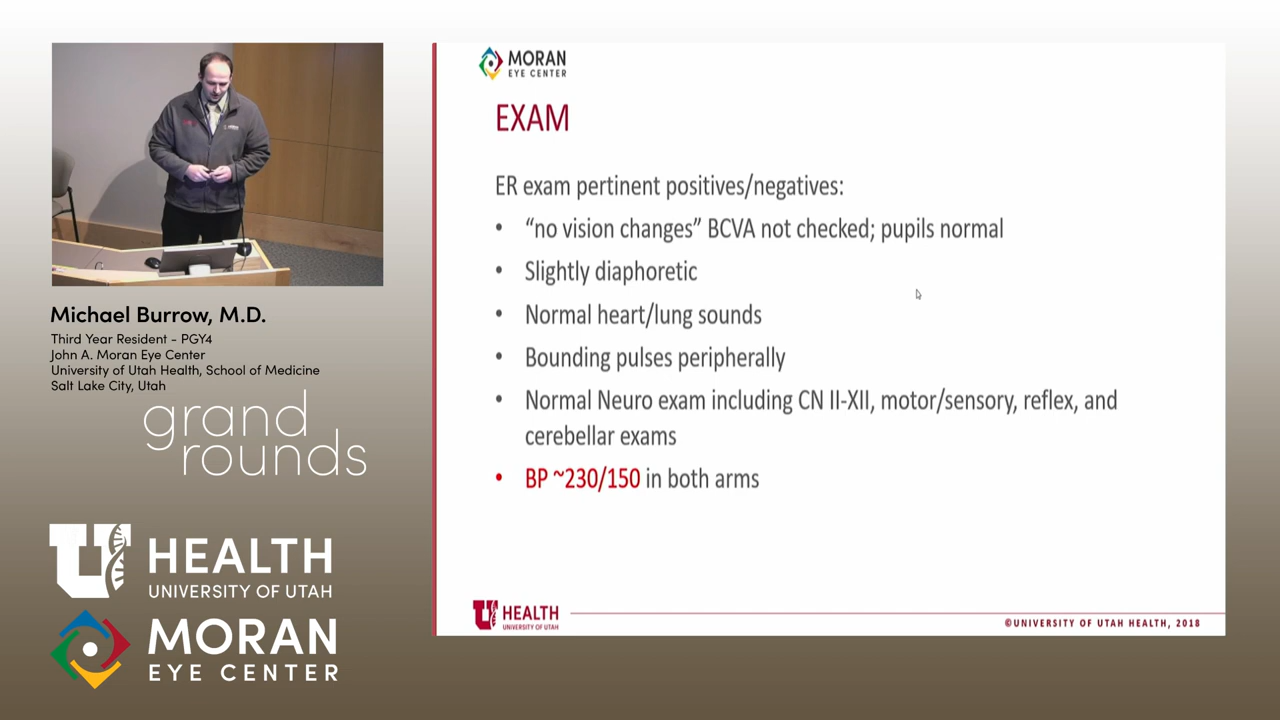 MORAN
EYE CENTER
EXAM
ER exam pertinent positives/negatives:
• “no vision changes” BCVA not checked; pupils normal
• Slightly diaphoretic
• Normal heart/lung sounds
• Bounding pulses peripherally
• Normal Neuro exam including CN II-XII, motor/sensory, reflex, and
cerebellar exams
• BP ~230/150 in both arms
U HEALTH
UNIVERSITY OF UTAH
©UNIVERSITY OF UTAH HEALTH, 2018
Michael Burrow, M.D.
Third Year Resident - PGY4
John A. Moran Eye Center
University of Utah Health, School of Medicine
Salt Lake City, Utah
grand
rounds
U HEALTH
UNIVERSITY OF UTAH
MORAN
EYE CENTER